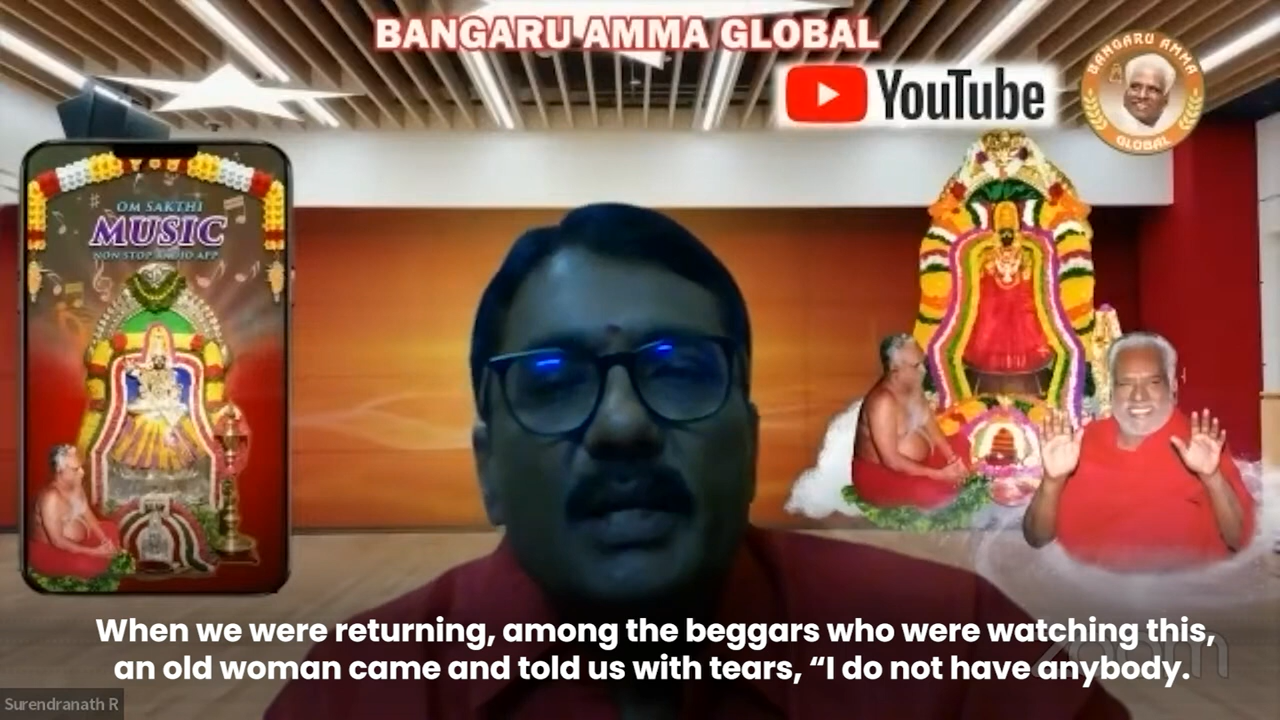 BANGARU AMMA GLOBAL
YouTube
BANGARU AMMA
GLOBAL
OM SAKTHI
MUSIC
NON STOP RADIO APP
When we were returning, among the beggars who were watching this,
an old woman came and told us with tears, “I do not have anybody.
zoom
Surendranath R